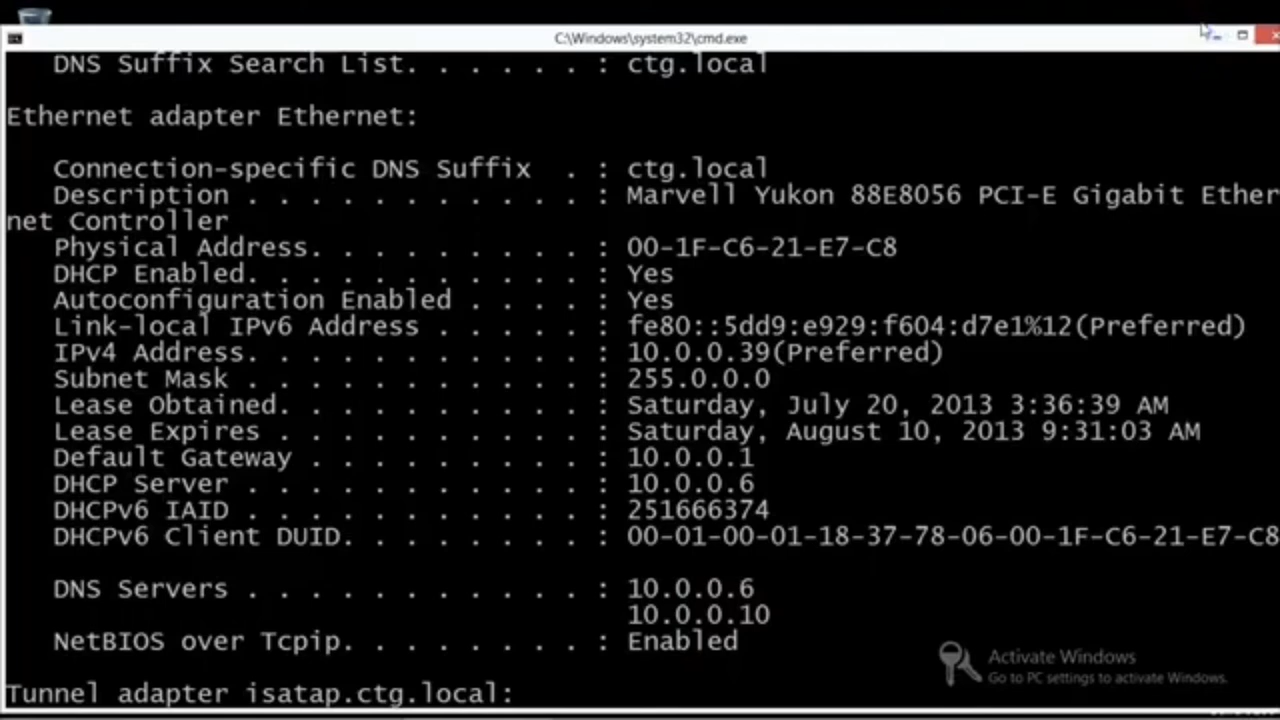 C:\Windows\system32\cmd.exe
DNS Suffix Search List. . . . . . : ctg.local
Ethernet adapter Ethernet:
Connection-specific DNS Suffix  . : ctg.local
Description . . . . . . . . . . . : Marvell Yukon 88E8056 PCI-E Gigabit Ether
net Controller
Physical Address. . . . . . . . . : 00-1F-C6-21-E7-C8
DHCP Enabled. . . . . . . . . . . : Yes
Autoconfiguration Enabled . . . . : Yes
Link-local IPv6 Address . . . . . : fe80::5dd9:e929:f604:d7e1%12(Preferred)
IPv4 Address. . . . . . . . . . . : 10.0.0.39(Preferred)
Subnet Mask . . . . . . . . . . . : 255.0.0.0
Lease Obtained. . . . . . . . . . : Saturday, July 20, 2013 3:36:39 AM
Lease Expires . . . . . . . . . . : Saturday, August 10, 2013 9:31:03 AM
Default Gateway . . . . . . . . . : 10.0.0.1
DHCP Server . . . . . . . . . . . : 10.0.0.6
DHCPv6 IAID . . . . . . . . . . . : 251666374
DHCPv6 Client DUID. . . . . . . . : 00-01-00-01-18-37-78-06-00-1F-C6-21-E7-C8
DNS Servers . . . . . . . . . . . : 10.0.0.6
10.0.0.10
NetBIOS over Tcpip. . . . . . . . : Enabled
Activate Windows
Go to PC settings to activate Windows.
Tunnel adapter isatap.ctg.local: